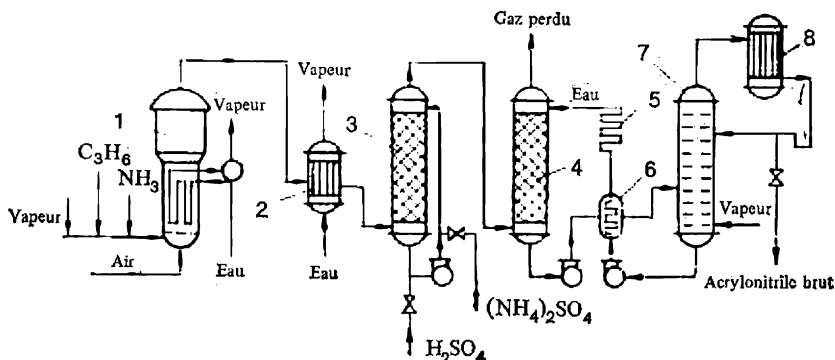 Gaz perdu
8
7
Vapeur
Eau
5
1
Vapeur
3
C₃H₆
NH₃
4
6
2
Vapeur
Vapeur
Air
Eau
Eau
Acrylonitrile brut
(NH₄)₂SO₄
H₂SO₄